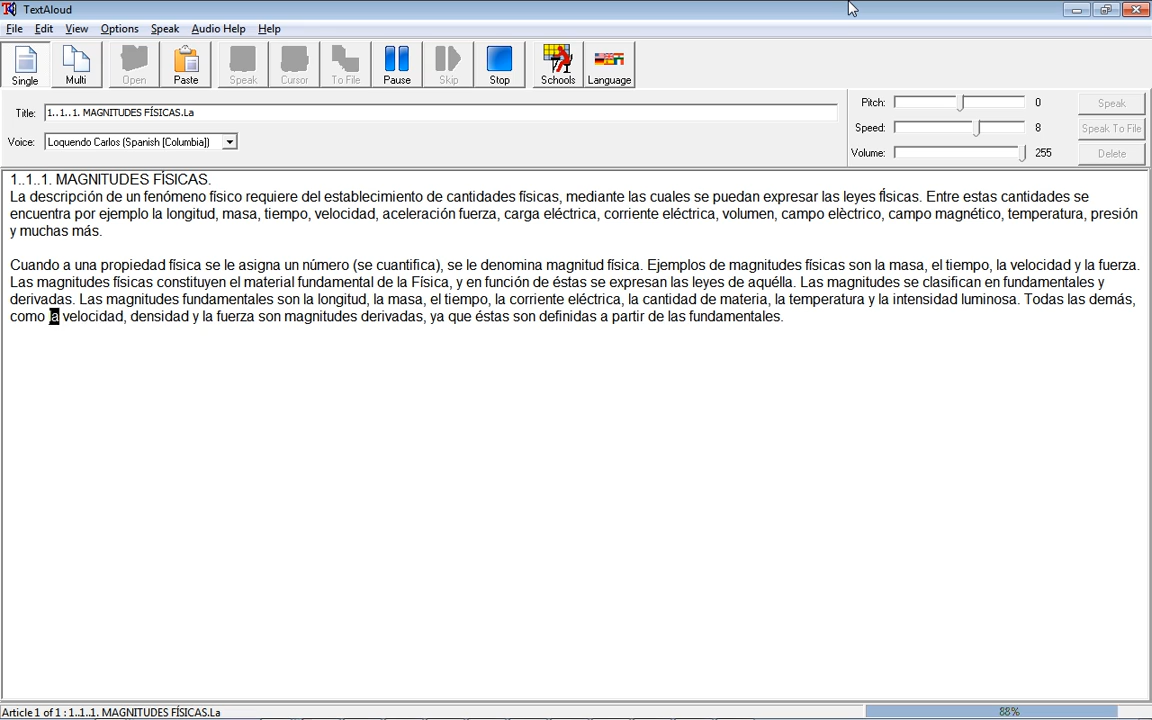 TextAloud
File Edit View Options Speak Audio Help Help
Single Multi Open Paste Speak Cursor To File Pause Skip Stop Schools Language
Title: 1..1..1. MAGNITUDES FÍSICAS.La
Voice: Loquendo Carlos (Spanish [Columbia])
Pitch: 0 Speak
Speed: 8 Speak To File
Volume: 255 Delete
1..1..1. MAGNITUDES FÍSICAS.
La descripción de un fenómeno físico requiere del establecimiento de cantidades físicas, mediante las cuales se puedan expresar las leyes físicas. Entre estas cantidades se
encuentra por ejemplo la longitud, masa, tiempo, velocidad, aceleración fuerza, carga eléctrica, corriente eléctrica, volumen, campo elèctrico, campo magnético, temperatura, presión
y muchas más.
Cuando a una propiedad física se le asigna un número (se cuantifica), se le denomina magnitud física. Ejemplos de magnitudes físicas son la masa, el tiempo, la velocidad y la fuerza.
Las magnitudes físicas constituyen el material fundamental de la Física, y en función de éstas se expresan las leyes de aquélla. Las magnitudes se clasifican en fundamentales y
derivadas. Las magnitudes fundamentales son la longitud, la masa, el tiempo, la corriente eléctrica, la cantidad de materia, la temperatura y la intensidad luminosa. Todas las demás,
como la velocidad, densidad y la fuerza son magnitudes derivadas, ya que éstas son definidas a partir de las fundamentales.
Article 1 of 1 : 1..1..1. MAGNITUDES FÍSICAS.La 88%